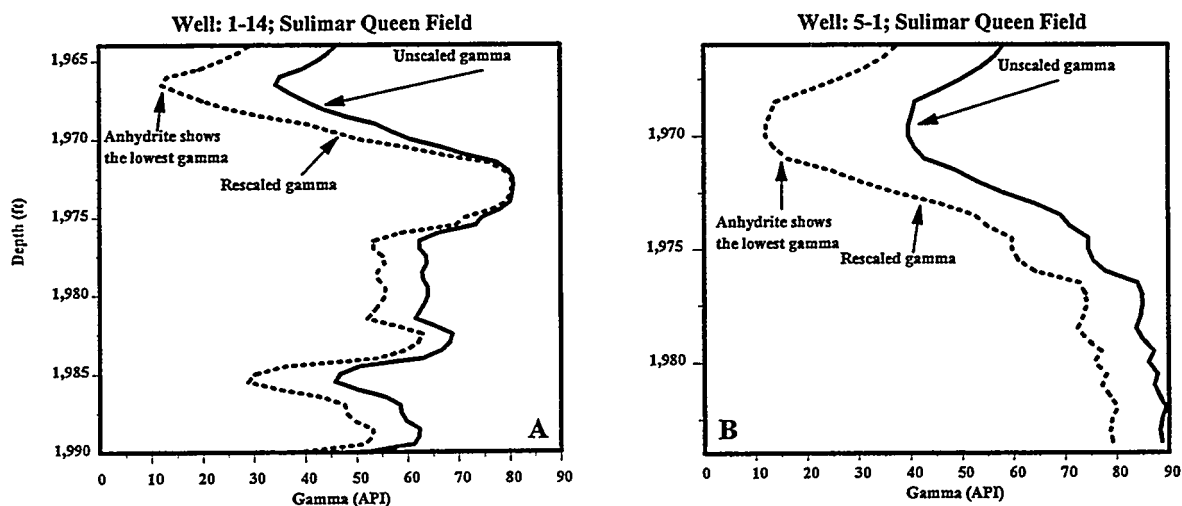 Well: 1-14; Sulimar Queen Field
1,965
1,970
1,975
1,980
1,985
1,990
Depth (ft)
Unscaled gamma
Anhydrite shows
the lowest gamma
Rescaled gamma
A
0 10 20 30 40 50 60 70 80 90
Gamma (API)
Well: 5-1; Sulimar Queen Field
1,970
1,975
1,980
Unscaled gamma
Anhydrite shows
the lowest gamma
Rescaled gamma
B
0 10 20 30 40 50 60 70 80 90
Gamma (API)